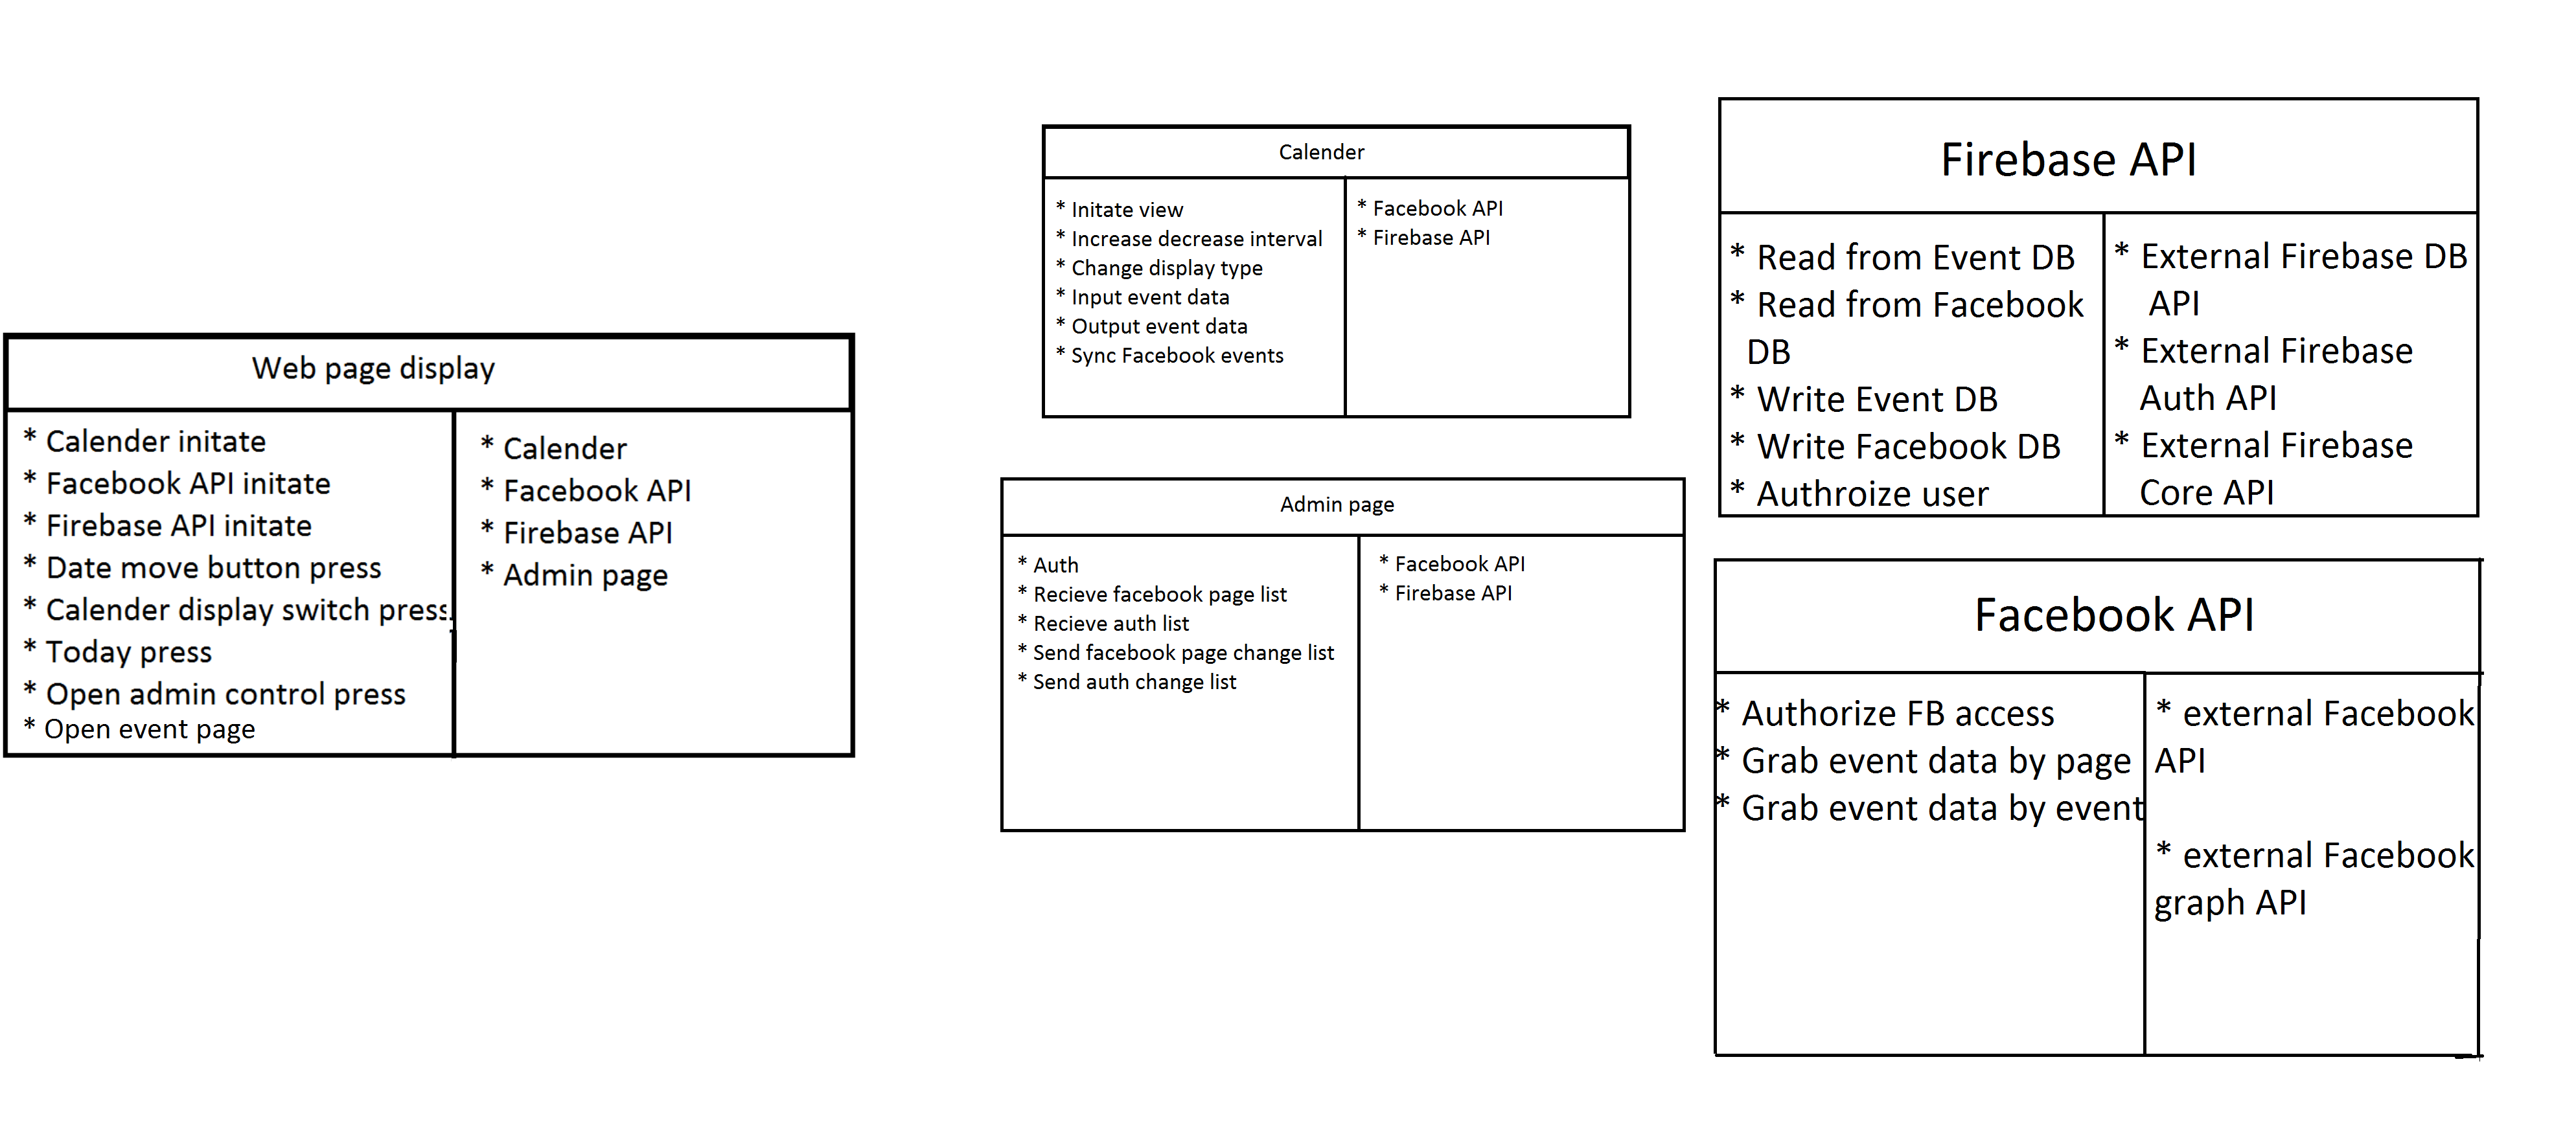 Web page display
* Calender initate
* Facebook API initate
* Firebase API initate
* Date move button press
* Calender display switch press
* Today press
* Open admin control press
* Open event page
* Calender
* Facebook API
* Firebase API
* Admin page
Calender
* Initate view
* Increase decrease interval
* Change display type
* Input event data
* Output event data
* Sync Facebook events
* Facebook API
* Firebase API
Admin page
* Auth
* Recieve facebook page list
* Recieve auth list
* Send facebook page change list
* Send auth change list
* Facebook API
* Firebase API
Firebase API
* Read from Event DB
* Read from Facebook
DB
* Write Event DB
* Write Facebook DB
* Authroize user
* External Firebase DB
API
* External Firebase
Auth API
* External Firebase
Core API
Facebook API
* Authorize FB access
* Grab event data by page
* Grab event data by event
* external Facebook
API
* external Facebook
graph API